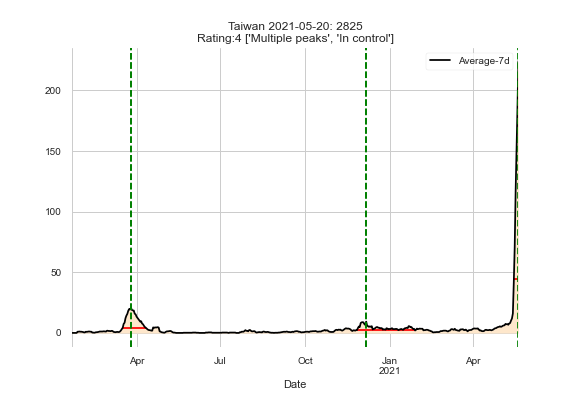 Taiwan 2021-05-20: 2825
Rating:4 ['Multiple peaks', 'In control']
Average-7d
200
150
100
50
0
Apr
Jul
Oct
Jan
2021
Apr
Date